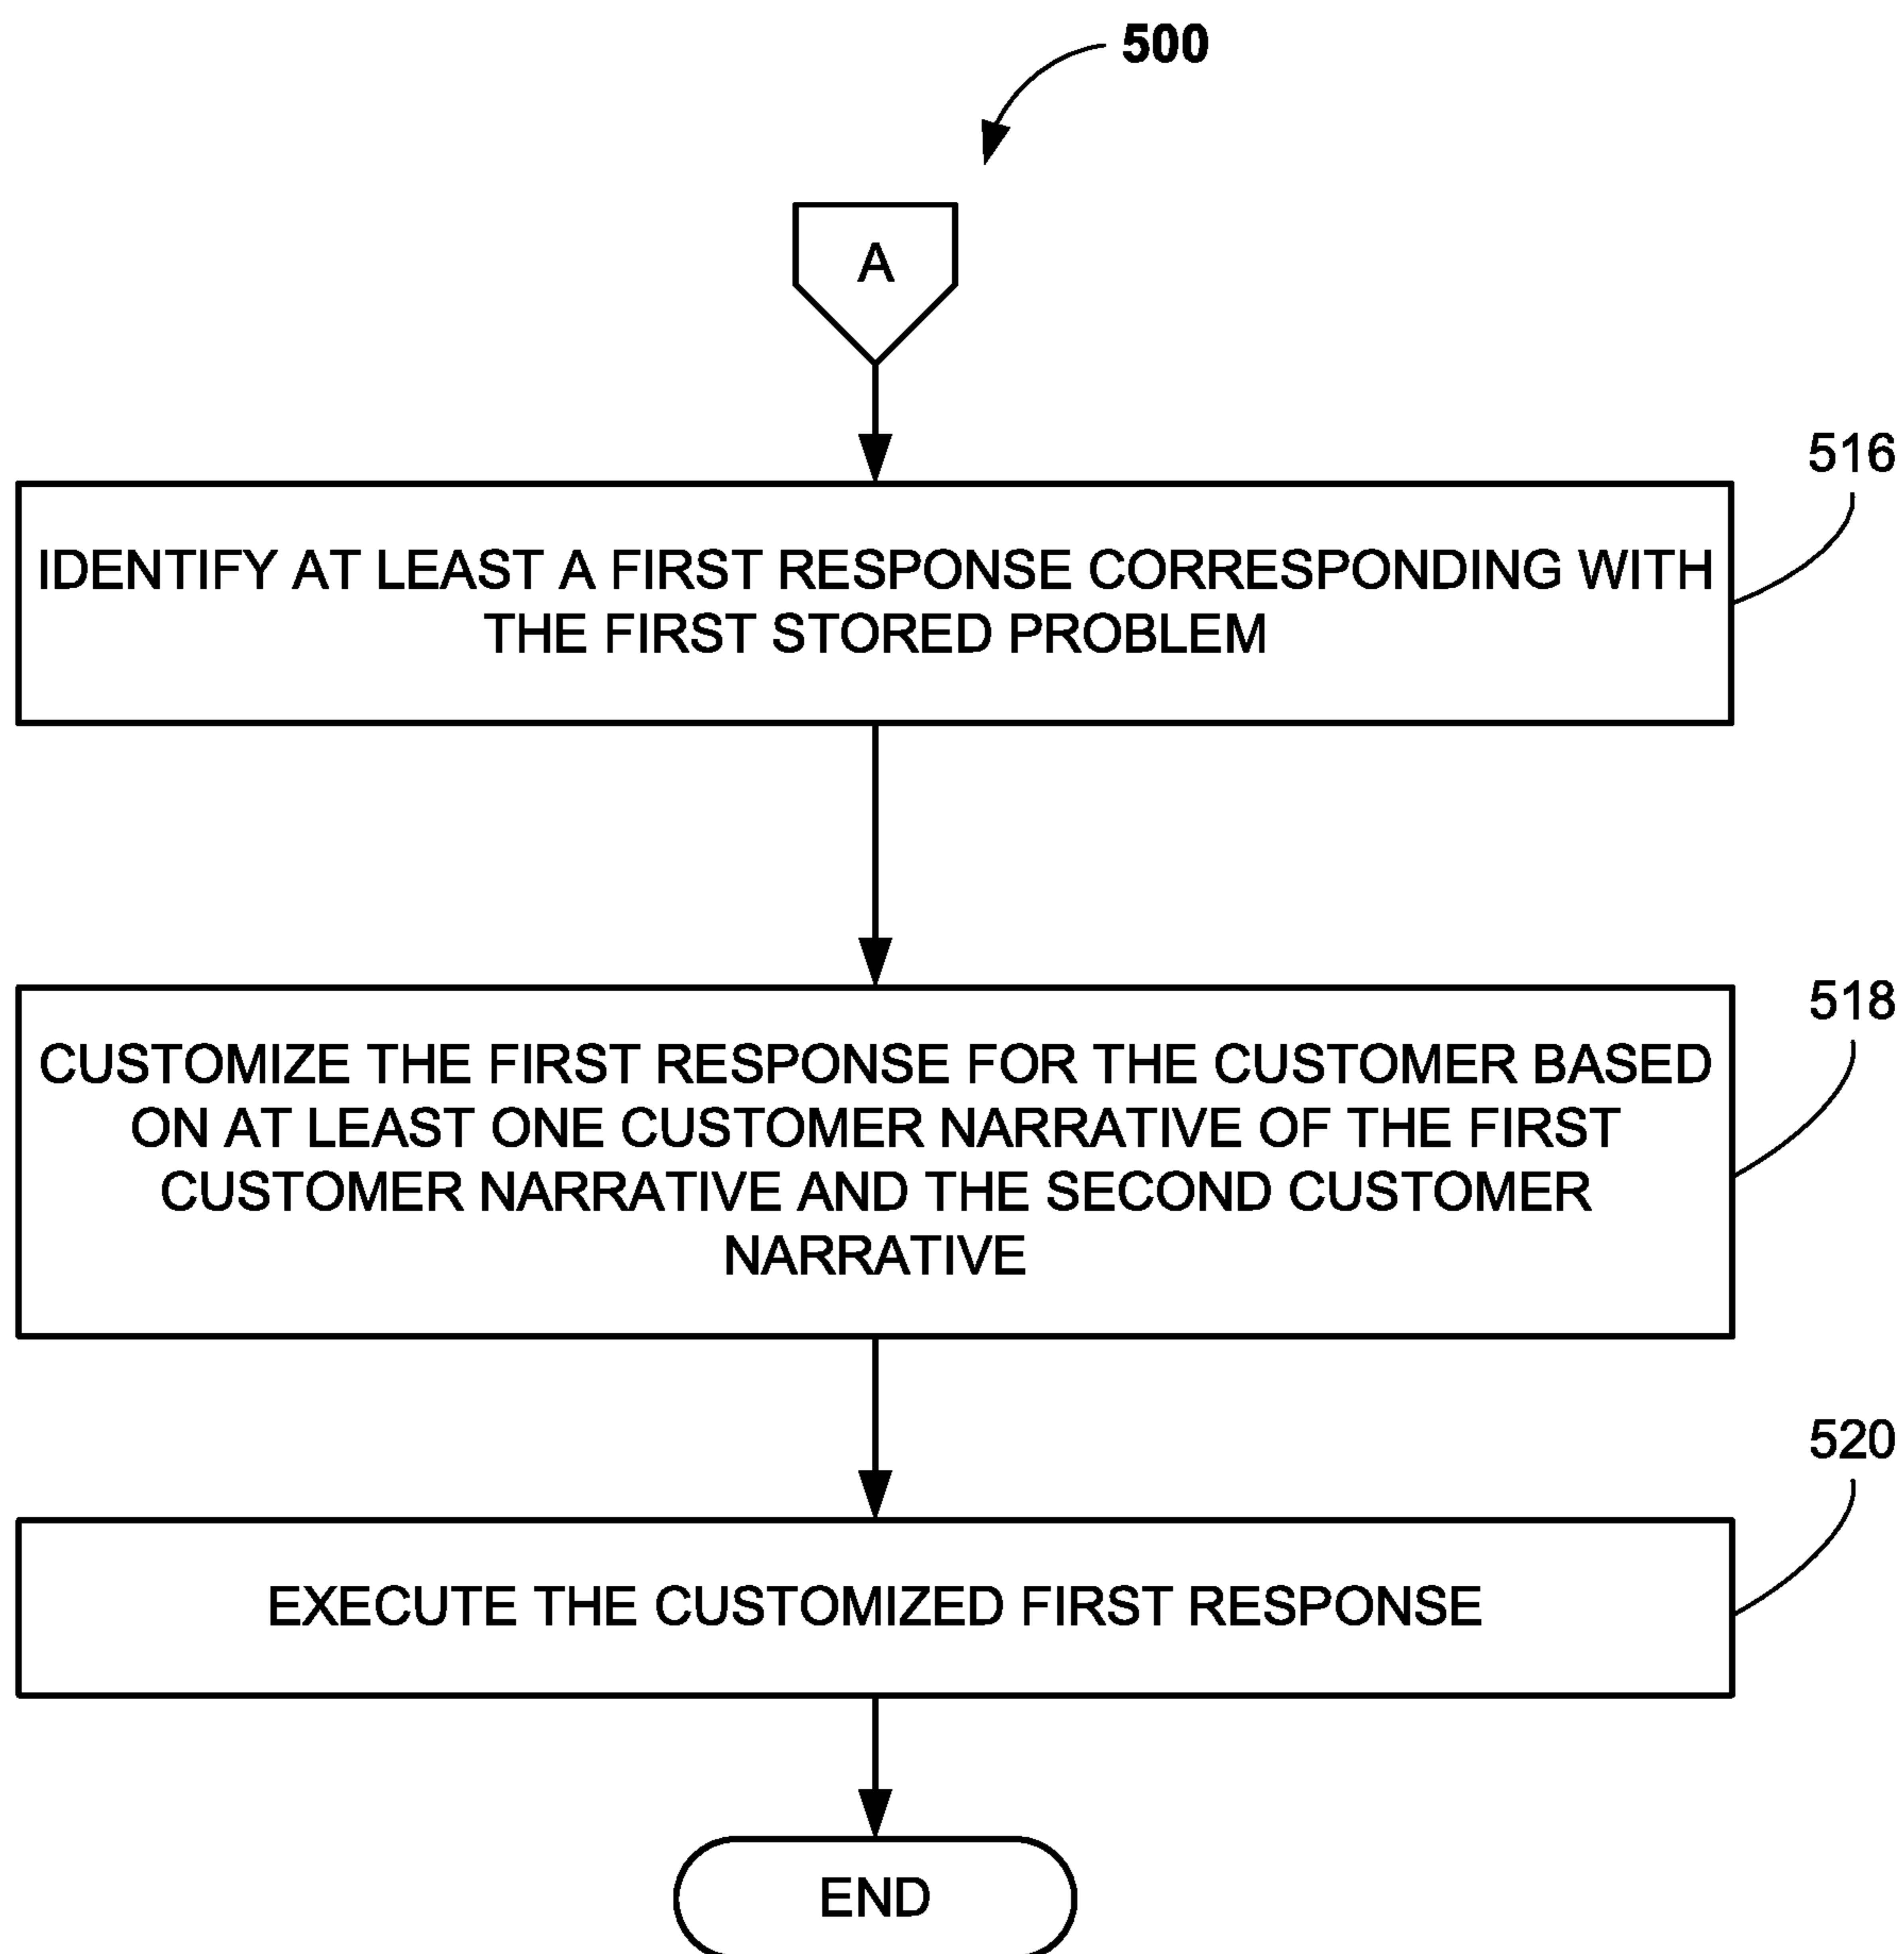 500
A
516
IDENTIFY AT LEAST A FIRST RESPONSE CORRESPONDING WITH
THE FIRST STORED PROBLEM
518
CUSTOMIZE THE FIRST RESPONSE FOR THE CUSTOMER BASED
ON AT LEAST ONE CUSTOMER NARRATIVE OF THE FIRST
CUSTOMER NARRATIVE AND THE SECOND CUSTOMER
NARRATIVE
520
EXECUTE THE CUSTOMIZED FIRST RESPONSE
END